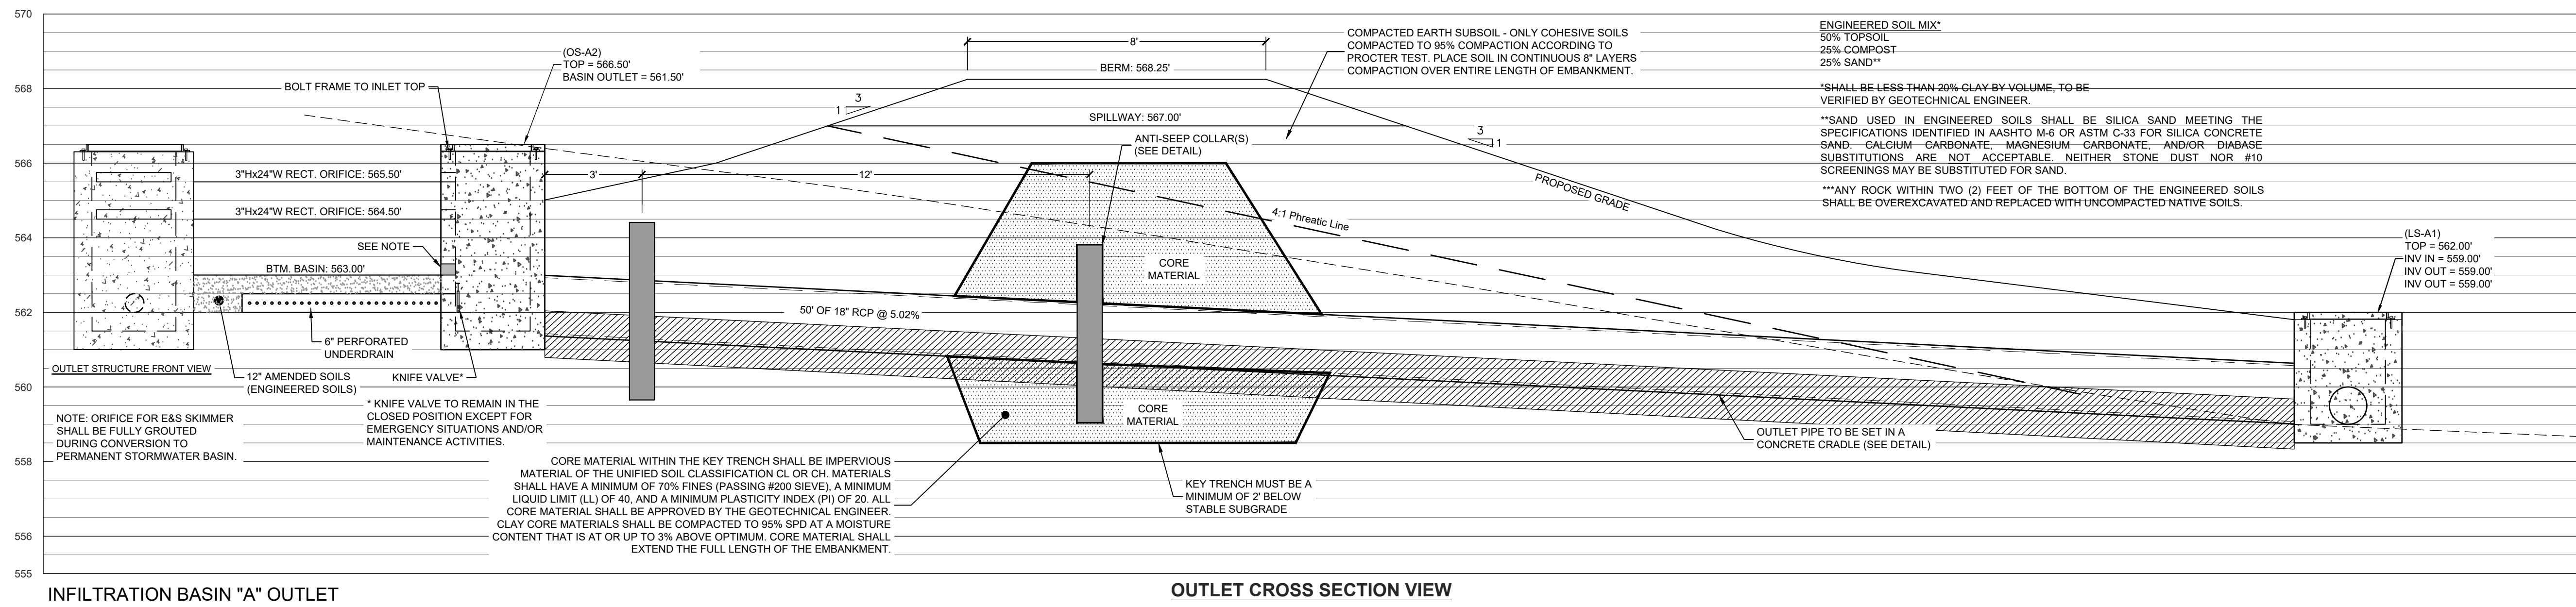 570
568
566
564
562
560
558
556
555
(OS-A2)
TOP = 566.50'
BASIN OUTLET = 561.50'
BOLT FRAME TO INLET TOP
3"Hx24"W RECT. ORIFICE: 565.50'
3"Hx24"W RECT. ORIFICE: 564.50'
SEE NOTE
BTM. BASIN: 563.00'
6" PERFORATED
UNDERDRAIN
OUTLET STRUCTURE FRONT VIEW
12" AMENDED SOILS
(ENGINEERED SOILS)
KNIFE VALVE*
NOTE: ORIFICE FOR E&S SKIMMER
SHALL BE FULLY GROUTED
DURING CONVERSION TO
PERMANENT STORMWATER BASIN.
* KNIFE VALVE TO REMAIN IN THE
CLOSED POSITION EXCEPT FOR
EMERGENCY SITUATIONS AND/OR
MAINTENANCE ACTIVITIES.
3
1
8'
BERM: 568.25'
SPILLWAY: 567.00'
3'
12'
ANTI-SEEP COLLAR(S)
(SEE DETAIL)
COMPACTED EARTH SUBSOIL - ONLY COHESIVE SOILS
COMPACTED TO 95% COMPACTION ACCORDING TO
PROCTER TEST. PLACE SOIL IN CONTINUOUS 8" LAYERS
COMPACTION OVER ENTIRE LENGTH OF EMBANKMENT.
3
1
PROPOSED GRADE
4:1 Phreatic Line
CORE
MATERIAL
50' OF 18" RCP @ 5.02%
CORE
MATERIAL
CORE MATERIAL WITHIN THE KEY TRENCH SHALL BE IMPERVIOUS
MATERIAL OF THE UNIFIED SOIL CLASSIFICATION CL OR CH. MATERIALS
SHALL HAVE A MINIMUM OF 70% FINES (PASSING #200 SIEVE), A MINIMUM
LIQUID LIMIT (LL) OF 40, AND A MINIMUM PLASTICITY INDEX (PI) OF 20. ALL
CORE MATERIAL SHALL BE APPROVED BY THE GEOTECHNICAL ENGINEER.
CLAY CORE MATERIALS SHALL BE COMPACTED TO 95% SPD AT A MOISTURE
CONTENT THAT IS AT OR UP TO 3% ABOVE OPTIMUM. CORE MATERIAL SHALL
EXTEND THE FULL LENGTH OF THE EMBANKMENT.
KEY TRENCH MUST BE A
MINIMUM OF 2' BELOW
STABLE SUBGRADE
OUTLET PIPE TO BE SET IN A
CONCRETE CRADLE (SEE DETAIL)
ENGINEERED SOIL MIX*
50% TOPSOIL
25% COMPOST
25% SAND**
*SHALL BE LESS THAN 20% CLAY BY VOLUME, TO BE
VERIFIED BY GEOTECHNICAL ENGINEER.
**SAND USED IN ENGINEERED SOILS SHALL BE SILICA SAND MEETING THE
SPECIFICATIONS IDENTIFIED IN AASHTO M-6 OR ASTM C-33 FOR SILICA CONCRETE
SAND. CALCIUM CARBONATE, MAGNESIUM CARBONATE, AND/OR DIABASE
SUBSTITUTIONS ARE NOT ACCEPTABLE. NEITHER STONE DUST NOR #10
SCREENINGS MAY BE SUBSTITUTED FOR SAND.
***ANY ROCK WITHIN TWO (2) FEET OF THE BOTTOM OF THE ENGINEERED SOILS
SHALL BE OVEREXCAVATED AND REPLACED WITH UNCOMPACTED NATIVE SOILS.
(LS-A1)
TOP = 562.00'
INV IN = 559.00'
INV OUT = 559.00'
INV OUT = 559.00'
INFILTRATION BASIN "A" OUTLET
OUTLET CROSS SECTION VIEW